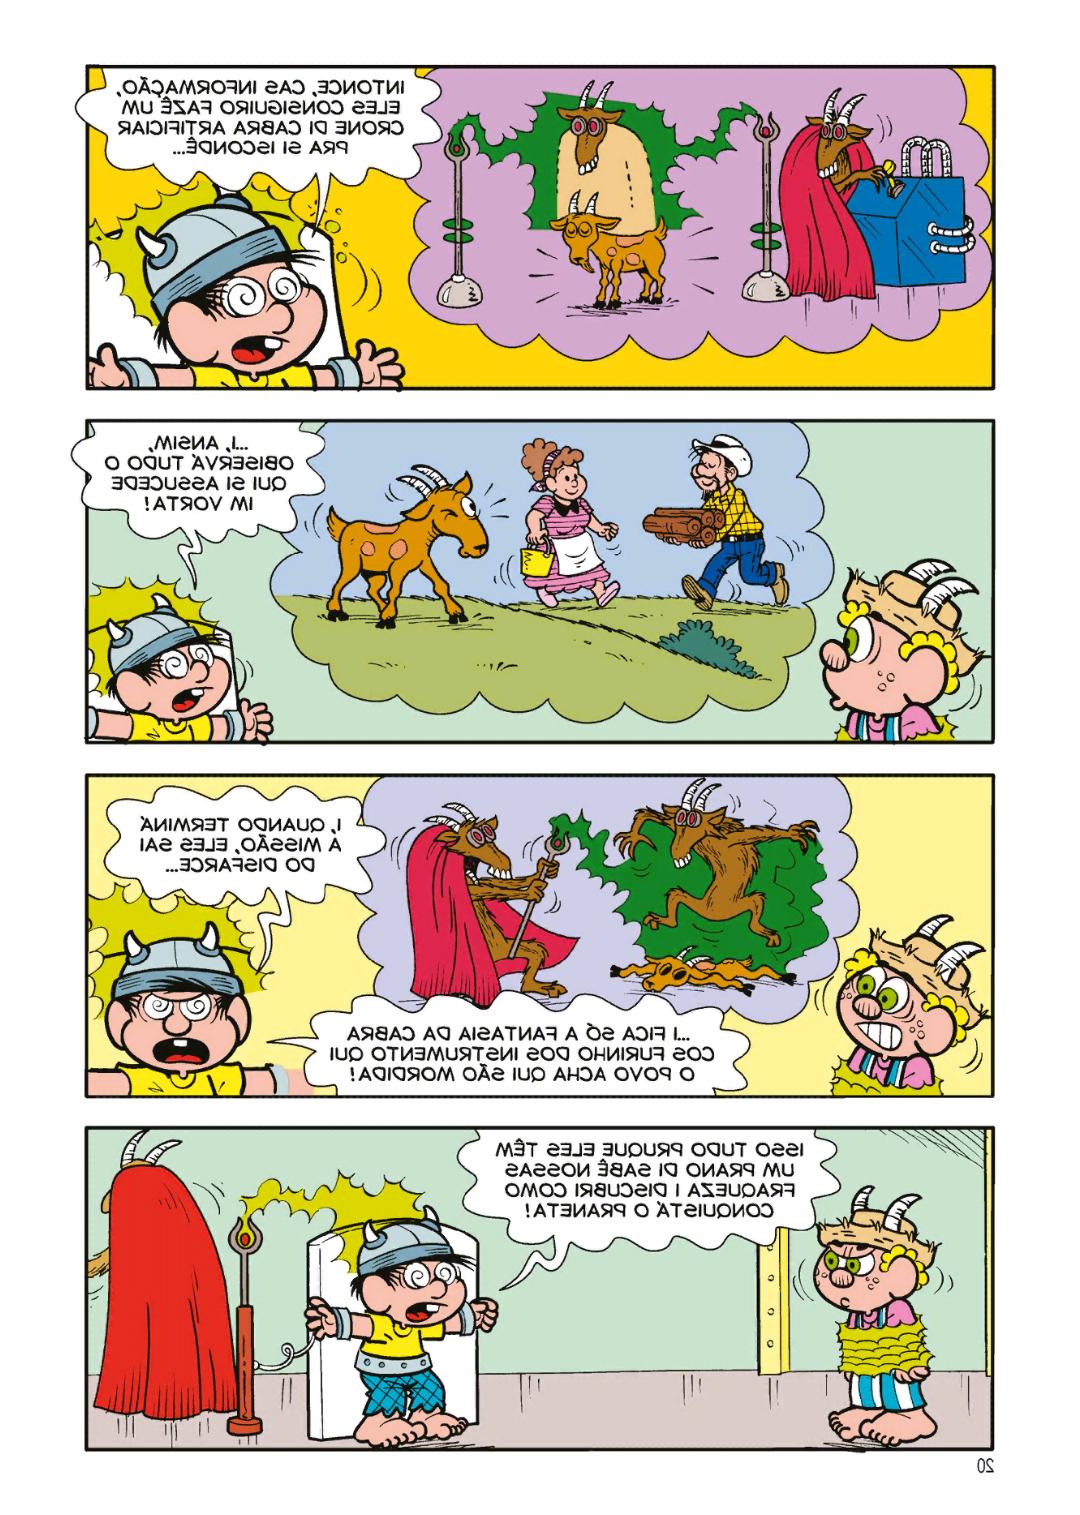 INTONCE, CAS INFORMAÇÃO,
ELES CONSIGUIRO FAZÊ UM
CRONE DI CABRA ARTIFICIAR
PRA SI ISCONDÊ...
...I, ANSIM,
OBISERVÁ TUDO O
QUI SI ASSUCEDE
IM VORTA!
I, QUANDO TERMINÁ
A MISSÃO, ELES SAI
DO DISFARCE...
...I FICA SÓ A FANTASIA DA CABRA
COS FURINHO DOS INSTRUMENTO QUI
O POVO ACHA QUI SÃO MORDIDA!
ISSO TUDO PRUQUE ELES TÊM
UM PRANO DI SABÊ NOSSAS
FRAQUEZA I DISCUBRI COMO
CONQUISTÁ O PRANETA!
20